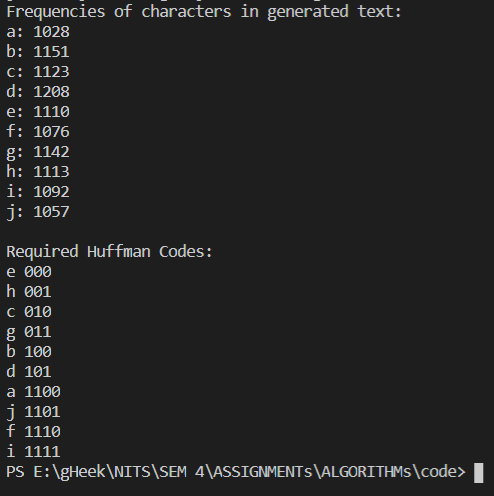 Frequencies of characters in generated text:
a: 1028
b: 1151
c: 1123
d: 1208
e: 1110
f: 1076
g: 1142
h: 1113
i: 1092
j: 1057

Required Huffman Codes:
e 000
h 001
c 010
g 011
b 100
d 101
a 1100
j 1101
f 1110
i 1111
PS E:\gHeek\NITS\SEM 4\ASSIGNMENTs\ALGORITHMs\code>